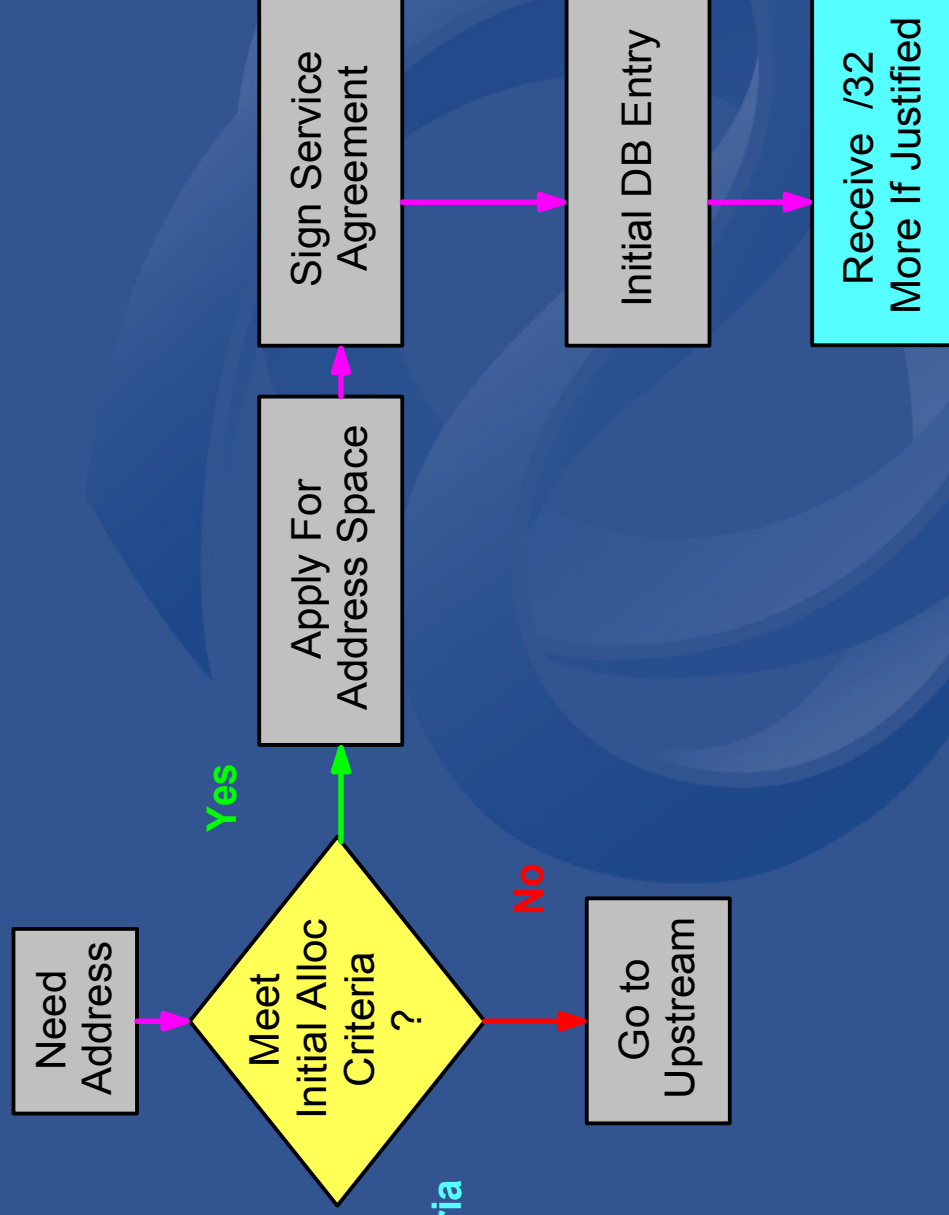 Need
Address
Meet
Initial Alloc
Criteria
?
Yes
No
Go to
Upstream
Apply For
Address Space
Sign Service
Agreement
Initial DB Entry
Receive /32
More If Justified